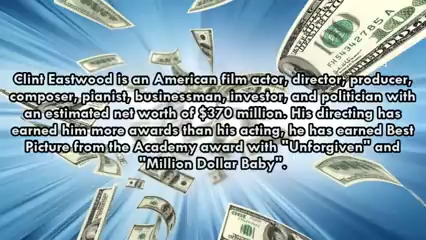 Clint Eastwood is an American film actor, director, producer,
composer, pianist, businessman, investor, and politician with
an estimated net worth of $370 million. His directing has
earned him more awards than his acting, he has earned Best
Picture from the Academy award with "Unforgiven" and
"Million Dollar Baby".